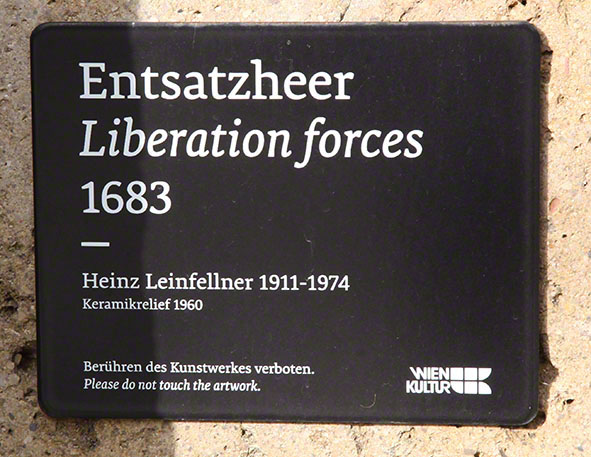 Entsatzheer
Liberation forces
1683
Heinz Leinfellner 1911-1974
Keramikrelief 1960
Berühren des Kunstwerkes verboten.
Please do not touch the artwork.
WIEN
KULTUR